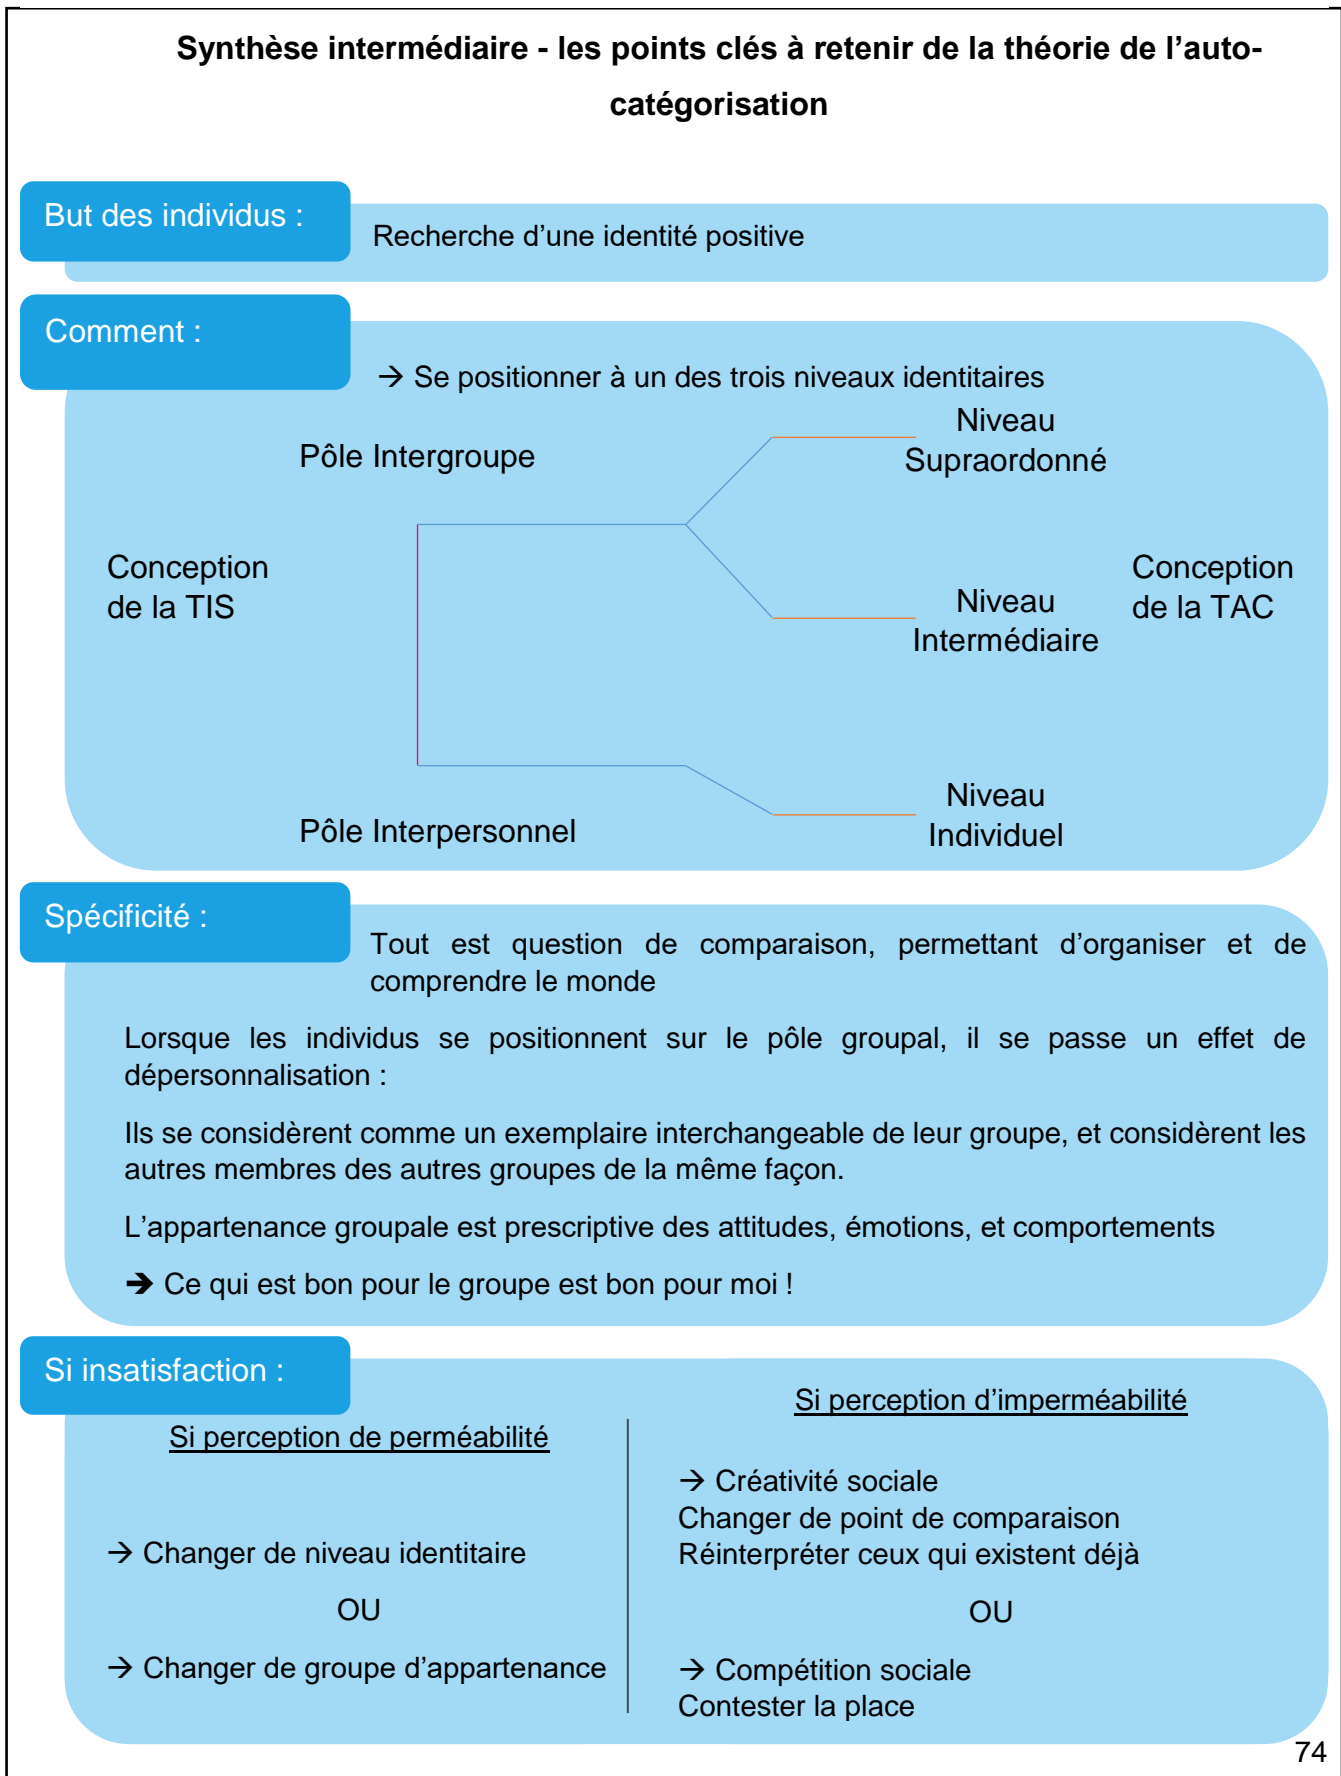 Synthèse intermédiaire - les points clés à retenir de la théorie de l’auto-
catégorisation
But des individus :
Recherche d’une identité positive
Comment :
→ Se positionner à un des trois niveaux identitaires
Niveau
Supraordonné
Pôle Intergroupe
Conception
de la TIS
Conception
de la TAC
Niveau
Intermédiaire
Niveau
Individuel
Pôle Interpersonnel
Spécificité :
Tout est question de comparaison, permettant d’organiser et de
comprendre le monde
Lorsque les individus se positionnent sur le pôle groupal, il se passe un effet de
dépersonnalisation :
Ils se considèrent comme un exemplaire interchangeable de leur groupe, et considèrent les
autres membres des autres groupes de la même façon.
L’appartenance groupale est prescriptive des attitudes, émotions, et comportements
➔ Ce qui est bon pour le groupe est bon pour moi !
Si insatisfaction :
Si perception de perméabilité
→ Changer de niveau identitaire
OU
→ Changer de groupe d’appartenance
Si perception d’imperméabilité
→ Créativité sociale
Changer de point de comparaison
Réinterpréter ceux qui existent déjà
OU
→ Compétition sociale
Contester la place
74